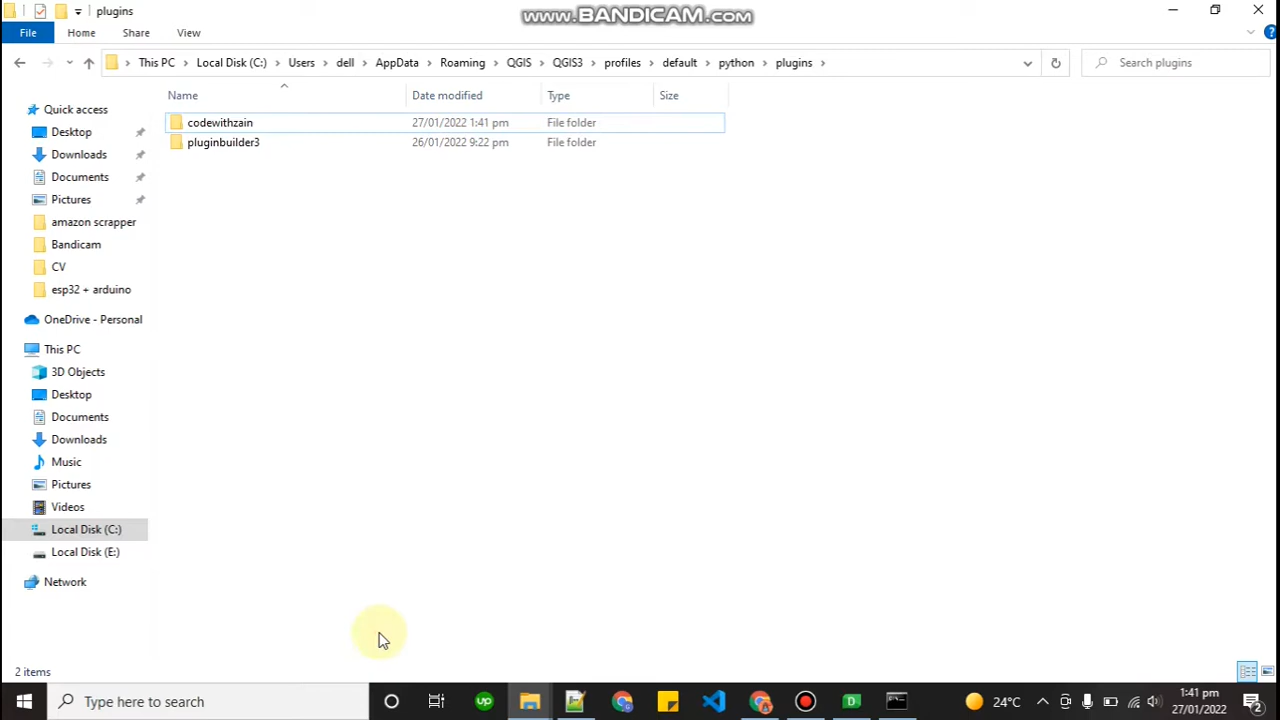 plugins
www.BANDICAM.com
File Home Share View
This PC Local Disk (C:) Users dell AppData Roaming QGIS QGIS3 profiles default python plugins
Search plugins
Name Date modified Type Size
codewithzain 27/01/2022 1:41 pm File folder
pluginbuilder3 26/01/2022 9:22 pm File folder
Quick access
Desktop
Downloads
Documents
Pictures
amazon scrapper
Bandicam
CV
esp32 + arduino
OneDrive - Personal
This PC
3D Objects
Desktop
Documents
Downloads
Music
Pictures
Videos
Local Disk (C:)
Local Disk (E:)
Network
2 items
Type here to search
up
D
24°C
1:41 pm
27/01/2022
2